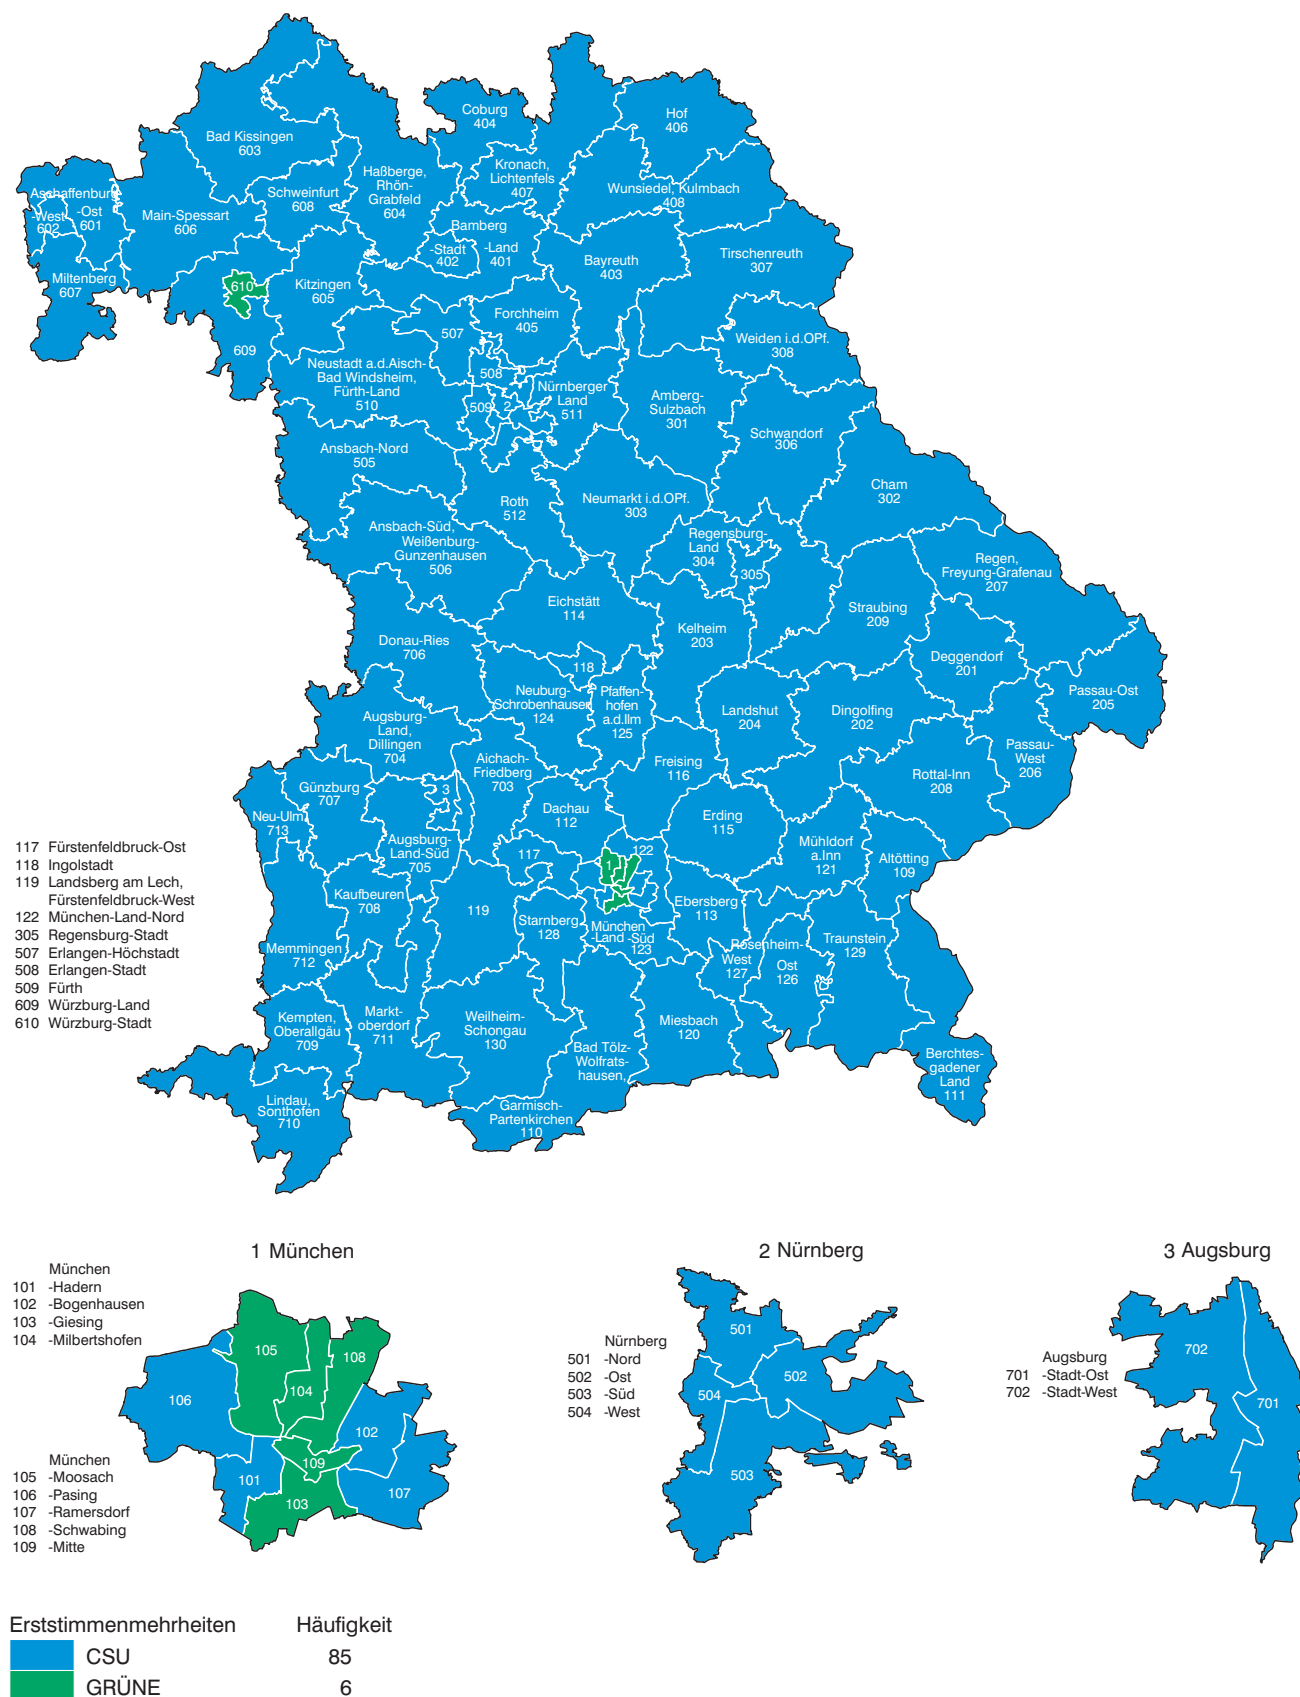 Coburg
404
Hof
406
Bad Kissingen
603
Haßberge,
Rhön-
Grabfeld
604
Kronach,
Lichtenfels
407
Wunsiedel, Kulmbach
408
Aschaffenburg
-West
602
-Ost
601
Main-Spessart
606
Schweinfurt
608
Bamberg
-Stadt
402
-Land
401
Bayreuth
403
Tirschenreuth
307
Miltenberg
607
610
Kitzingen
605
609
507
Forchheim
405
Weiden i.d.OPf.
308
Neustadt a.d.Aisch-
Bad Windsheim,
Fürth-Land
510
508
509
2
Nürnberger
Land
511
Amberg-
Sulzbach
301
Schwandorf
306
Ansbach-Nord
505
Roth
512
Neumarkt i.d.OPf.
303
Cham
302
Ansbach-Süd,
Weißenburg-
Gunzenhausen
506
Regensburg-
Land
304
305
Regen,
Freyung-Grafenau
207
Eichstätt
114
Straubing
209
Donau-Ries
706
Kelheim
203
Deggendorf
201
118
Neuburg-
Schrobenhausen
124
Pfaffen-
hofen
a.d.Ilm
125
Landshut
204
Dingolfing
202
Passau-Ost
205
Augsburg-
Land,
Dillingen
704
Aichach-
Friedberg
703
Freising
116
Passau-
West
206
Rottal-Inn
208
Günzburg
707
3
Neu-Ulm
713
Augsburg-
Land-Süd
705
Dachau
112
Erding
115
117
1
122
Mühldorf
a.Inn
121
Altötting
109
Kaufbeuren
708
119
Starnberg
128
München
-Land -Süd
123
Ebersberg
113
Rosenheim-
West
127
Ost
126
Traunstein
129
Memmingen
712
Kempten,
Oberallgäu
709
Markt-
oberdorf
711
Weilheim-
Schongau
130
Bad Tölz-
Wolfrats-
hausen,
Miesbach
120
Berchtes-
gadener
Land
111
Lindau,
Sonthofen
710
Garmisch-
Partenkirchen
110
117 Fürstenfeldbruck-Ost
118 Ingolstadt
119 Landsberg am Lech,
Fürstenfeldbruck-West
122 München-Land-Nord
305 Regensburg-Stadt
507 Erlangen-Höchstadt
508 Erlangen-Stadt
509 Fürth
609 Würzburg-Land
610 Würzburg-Stadt
1 München
München
101 -Hadern
102 -Bogenhausen
103 -Giesing
104 -Milbertshofen
München
105 -Moosach
106 -Pasing
107 -Ramersdorf
108 -Schwabing
109 -Mitte
105
108
106
104
102
109
101
103
107
2 Nürnberg
Nürnberg
501 -Nord
502 -Ost
503 -Süd
504 -West
501
502
504
503
3 Augsburg
Augsburg
701 -Stadt-Ost
702 -Stadt-West
702
701
Erststimmenmehrheiten Häufigkeit
CSU 85
GRÜNE 6